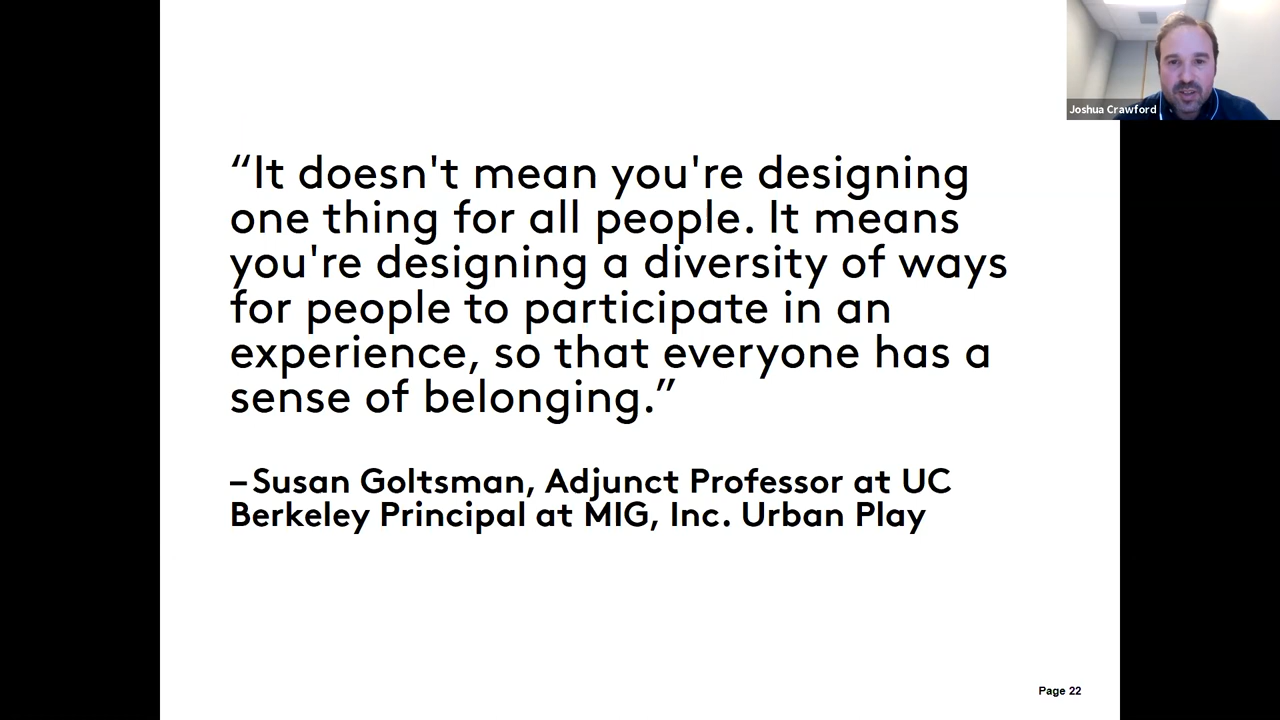 Joshua Crawford
“It doesn't mean you're designing
one thing for all people. It means
you're designing a diversity of ways
for people to participate in an
experience, so that everyone has a
sense of belonging.”
– Susan Goltsman, Adjunct Professor at UC
Berkeley Principal at MIG, Inc. Urban Play
Page 22